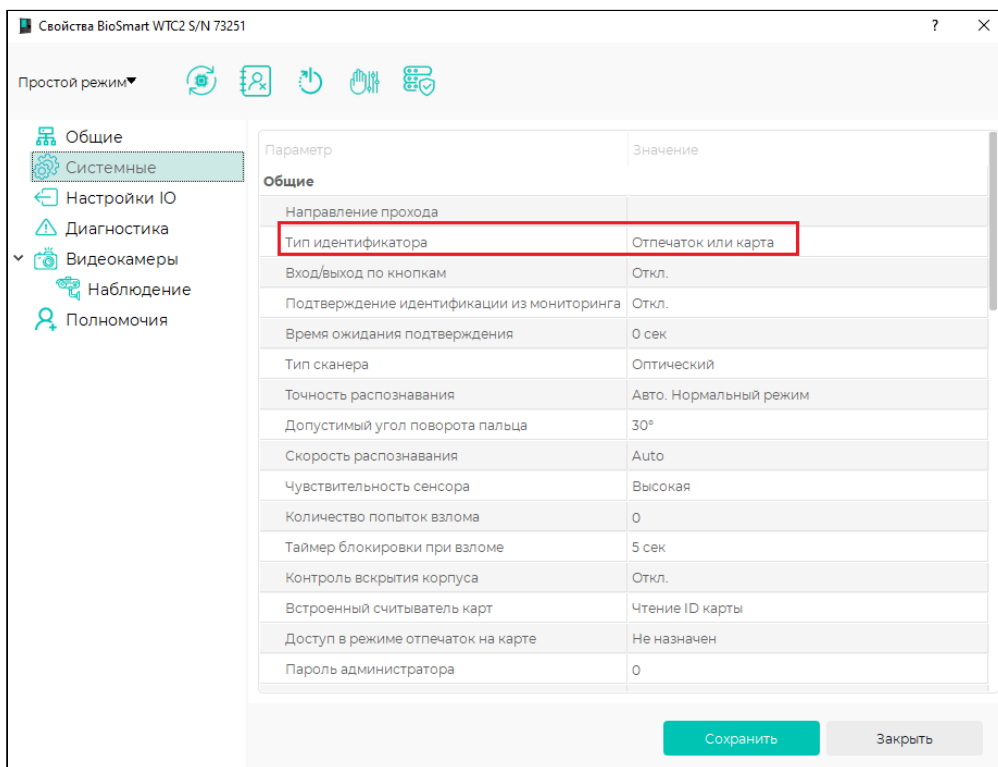 Свойства BioSmart WTC2 S/N 73251 ?
Простой режим
Общие
Системные
Настройки IO
Диагностика
Видеокамеры
Наблюдение
Полномочия
Параметр Значение
Общие
Направление прохода
Тип идентификатора Отпечаток или карта
Вход/выход по кнопкам Откл.
Подтверждение идентификации из мониторинга Откл.
Время ожидания подтверждения 0 сек
Тип сканера Оптический
Точность распознавания Авто. Нормальный режим
Допустимый угол поворота пальца 30°
Скорость распознавания Auto
Чувствительность сенсора Высокая
Количество попыток взлома 0
Таймер блокировки при взломе 5 сек
Контроль вскрытия корпуса Откл.
Встроенный считыватель карт Чтение ID карты
Доступ в режиме отпечаток на карте Не назначен
Пароль администратора 0
Сохранить Закрыть